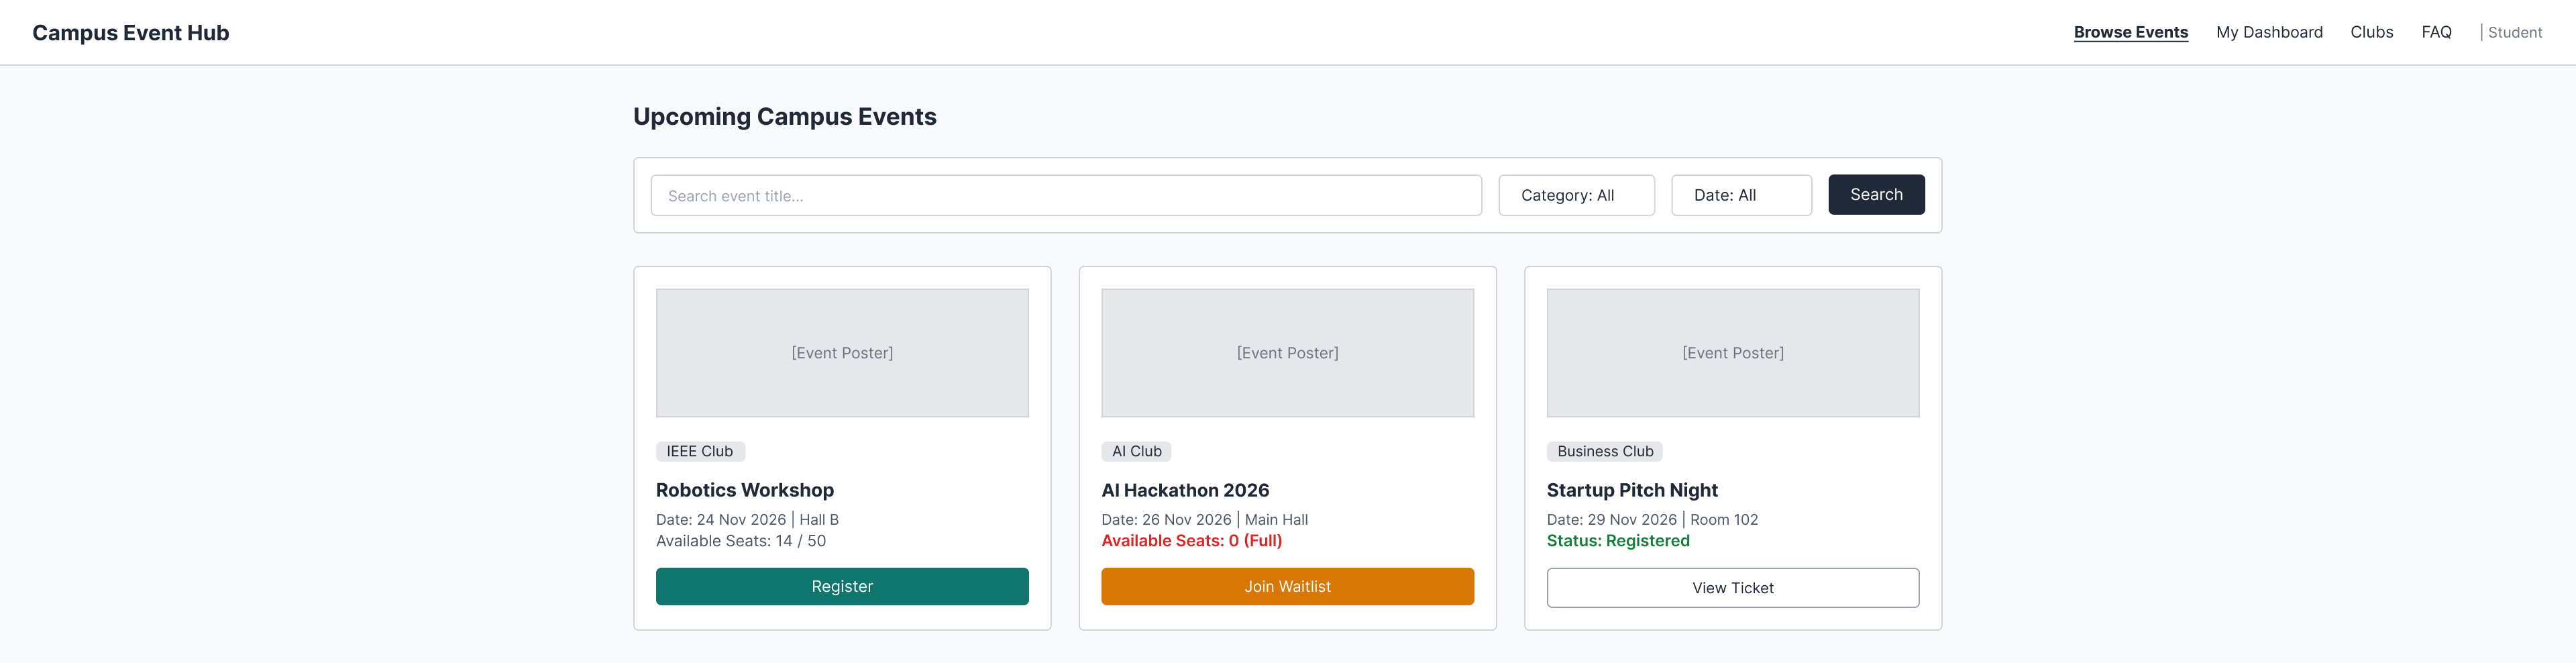 Campus Event Hub
Browse Events My Dashboard Clubs FAQ | Student
Upcoming Campus Events
Search event title... Category: All Date: All Search
[Event Poster]
IEEE Club
Robotics Workshop
Date: 24 Nov 2026 | Hall B
Available Seats: 14 / 50
Register
[Event Poster]
AI Club
AI Hackathon 2026
Date: 26 Nov 2026 | Main Hall
Available Seats: 0 (Full)
Join Waitlist
[Event Poster]
Business Club
Startup Pitch Night
Date: 29 Nov 2026 | Room 102
Status: Registered
View Ticket